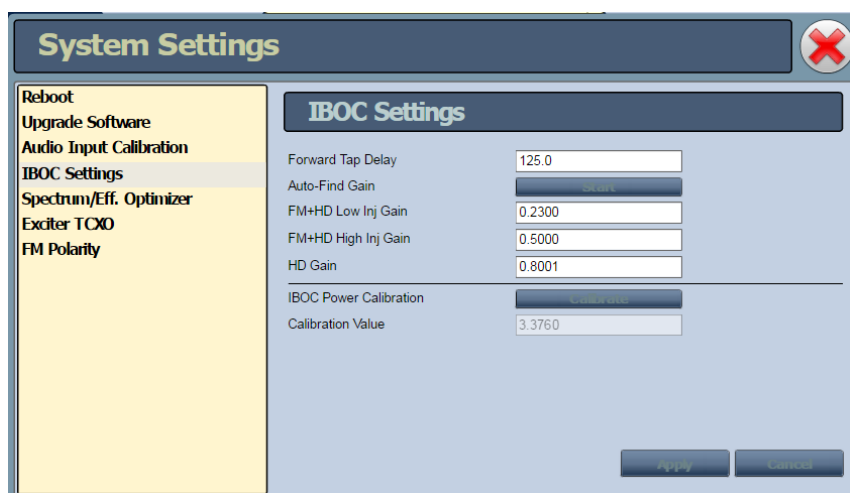 System Settings
Reboot
Upgrade Software
Audio Input Calibration
IBOC Settings
Spectrum/Eff. Optimizer
Exciter TCXO
FM Polarity
IBOC Settings
Forward Tap Delay 125.0
Auto-Find Gain Start
FM+HD Low Inj Gain 0.2300
FM+HD High Inj Gain 0.5000
HD Gain 0.8001
IBOC Power Calibration Calibrate
Calibration Value 3.3760
Apply Cancel